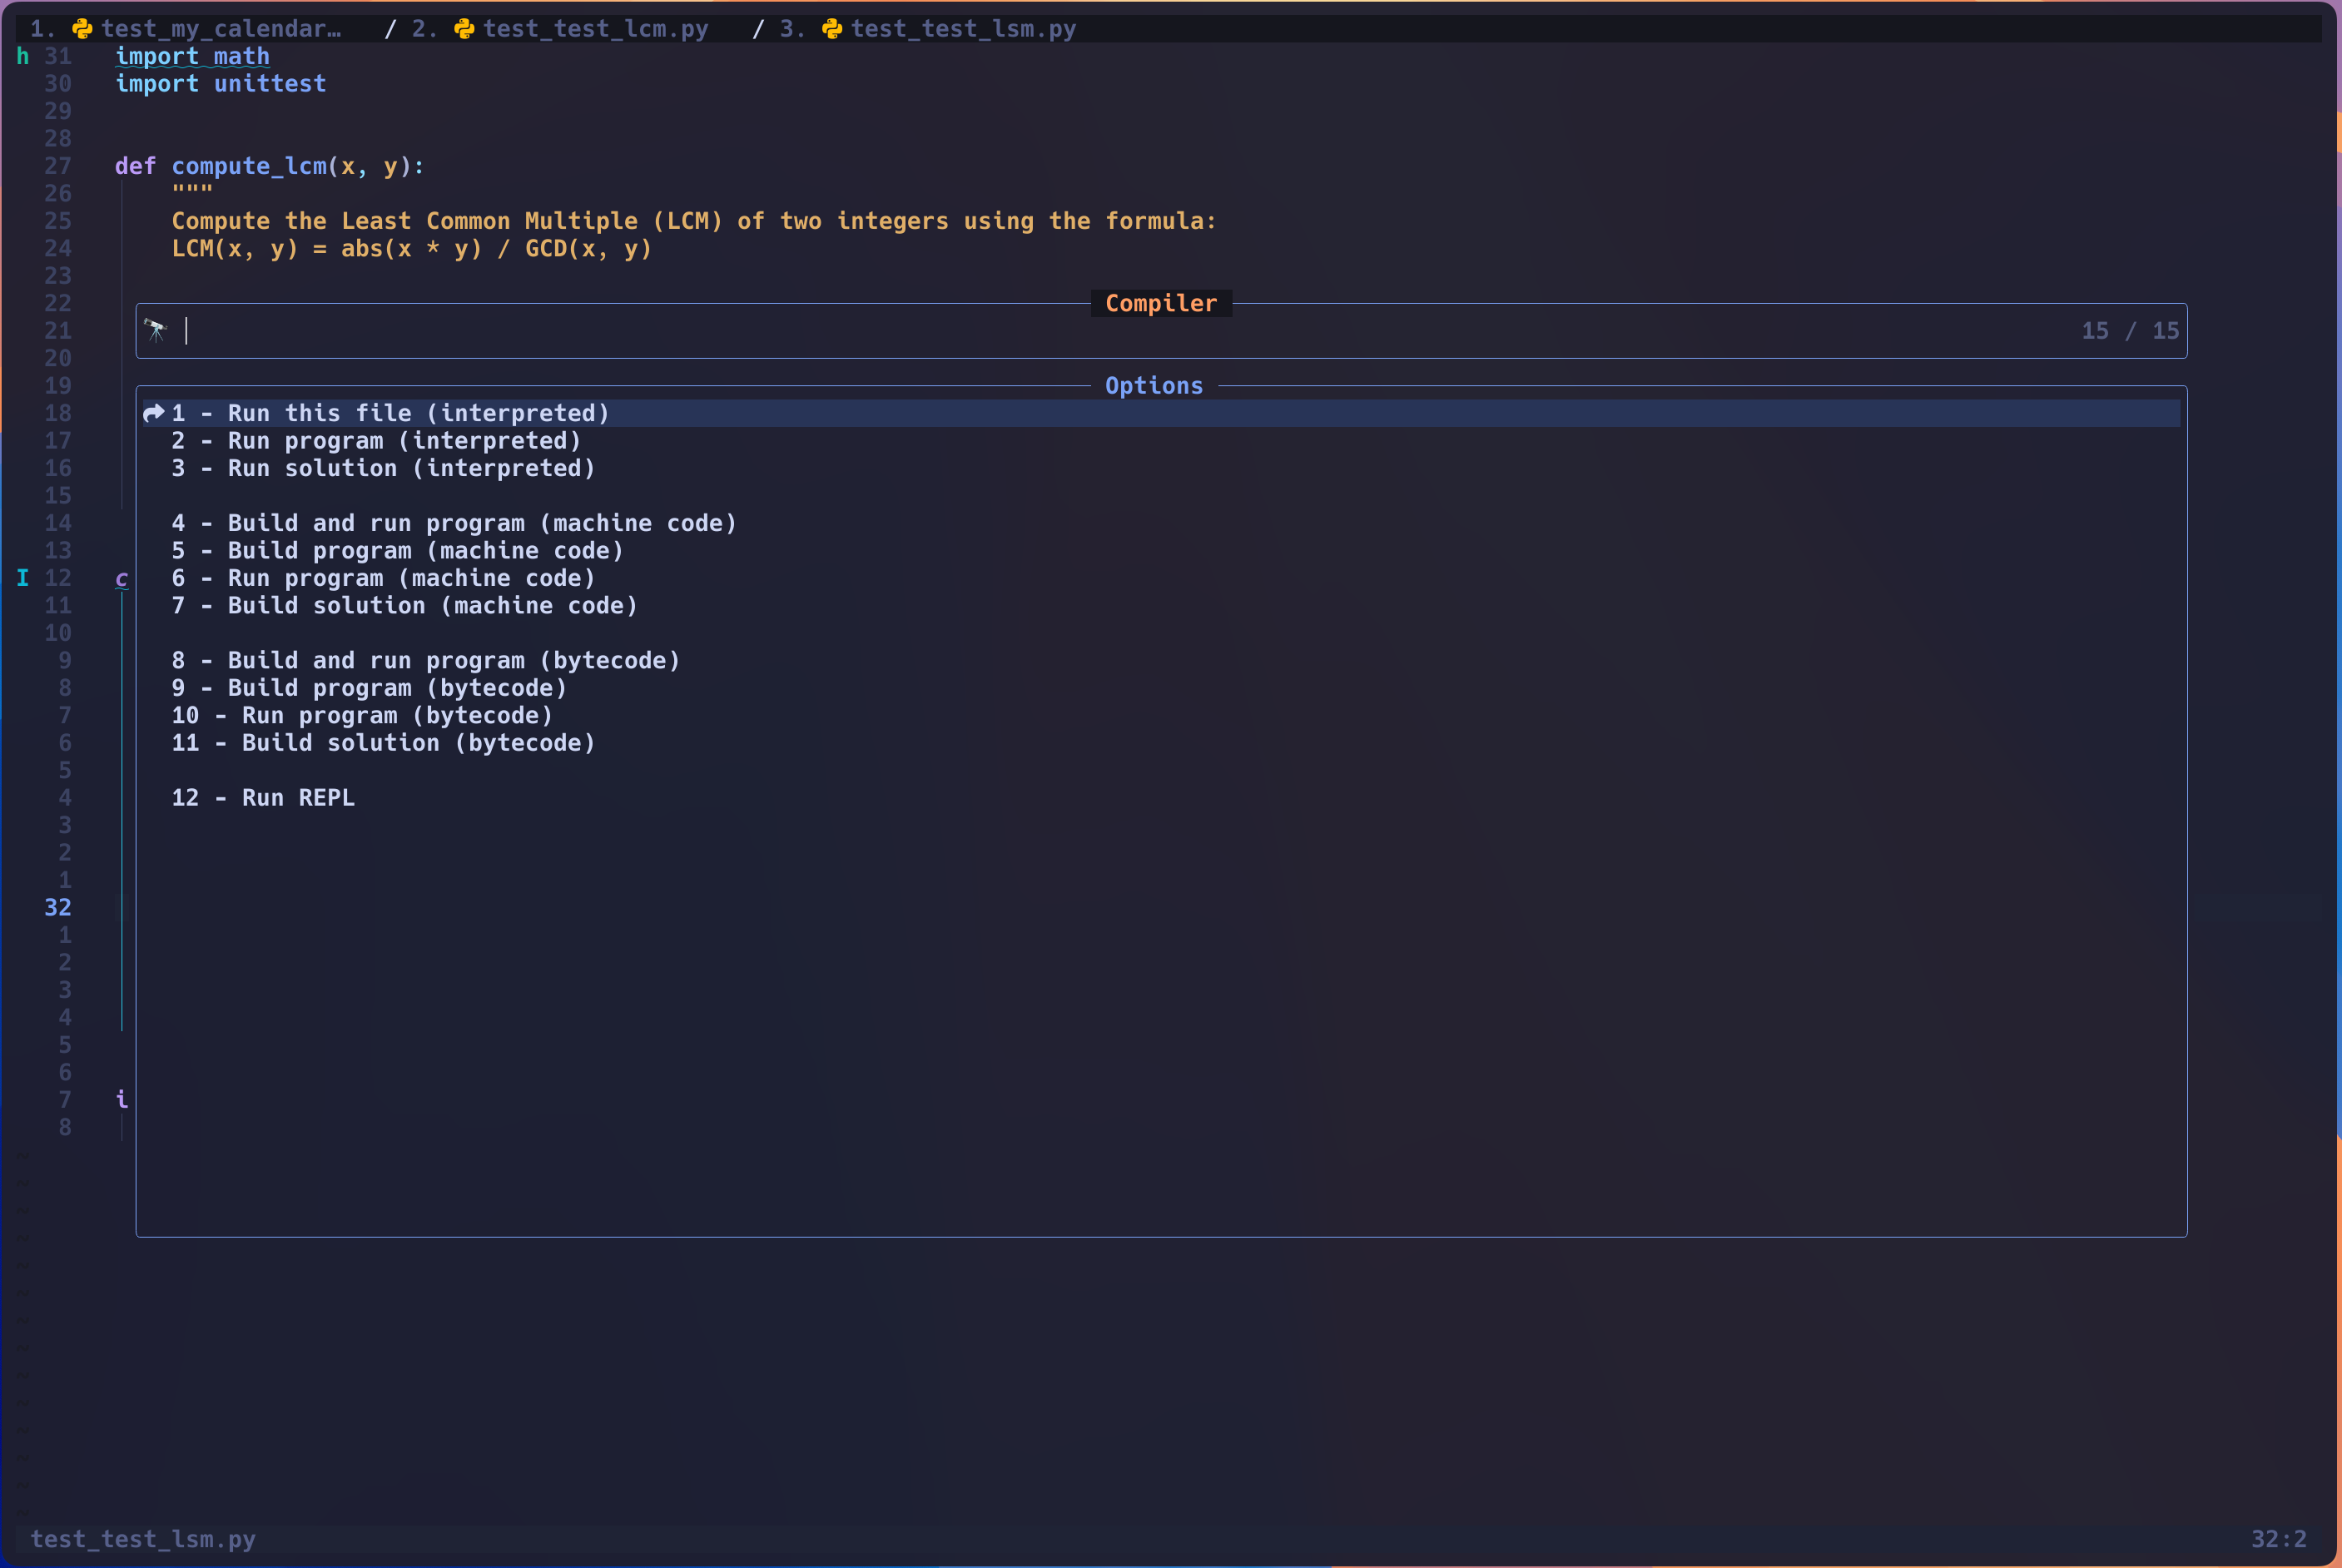 1. test_my_calendar… / 2. test_test_lcm.py / 3. test_test_lsm.py
h 31 import math
30 import unittest
29
28
27 def compute_lcm(x, y):
26 """
25 Compute the Least Common Multiple (LCM) of two integers using the formula:
24 LCM(x, y) = abs(x * y) / GCD(x, y)
23
22 Compiler
21 15 / 15
20
19 Options
18 1 - Run this file (interpreted)
17 2 - Run program (interpreted)
16 3 - Run solution (interpreted)
15
14 4 - Build and run program (machine code)
13 5 - Build program (machine code)
I 12 c 6 - Run program (machine code)
11 7 - Build solution (machine code)
10
9 8 - Build and run program (bytecode)
8 9 - Build program (bytecode)
7 10 - Run program (bytecode)
6 11 - Build solution (bytecode)
5
4 12 - Run REPL
3
2
1
32
1
2
3
4
5
6
7 i
8
~
~
~
~
~
~
~
~
~
~
~
~
~
~
test_test_lsm.py 32:2